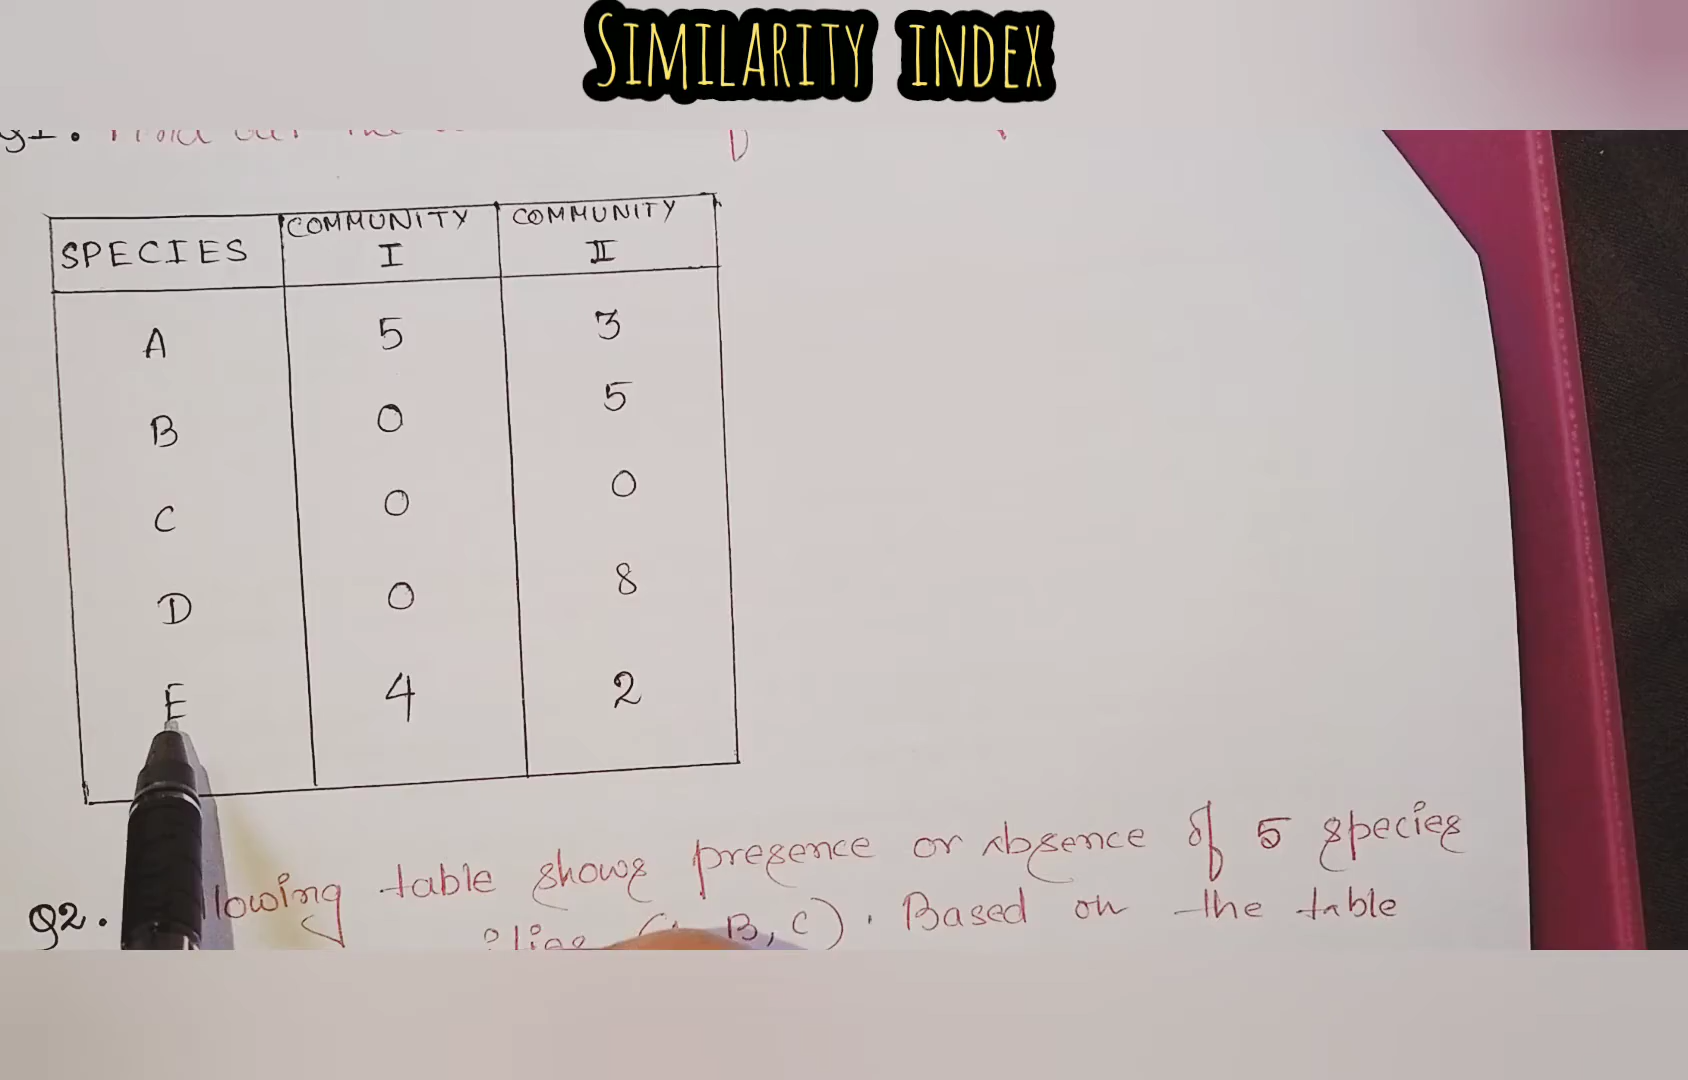 SIMILARITY INDEX
SPECIES COMMUNITY I COMMUNITY II
A 5 3
B 0 5
C 0 0
D 0 8
E 4 2
Q2. lowing table shows presence or absence of 5 species
B, C). Based on the table